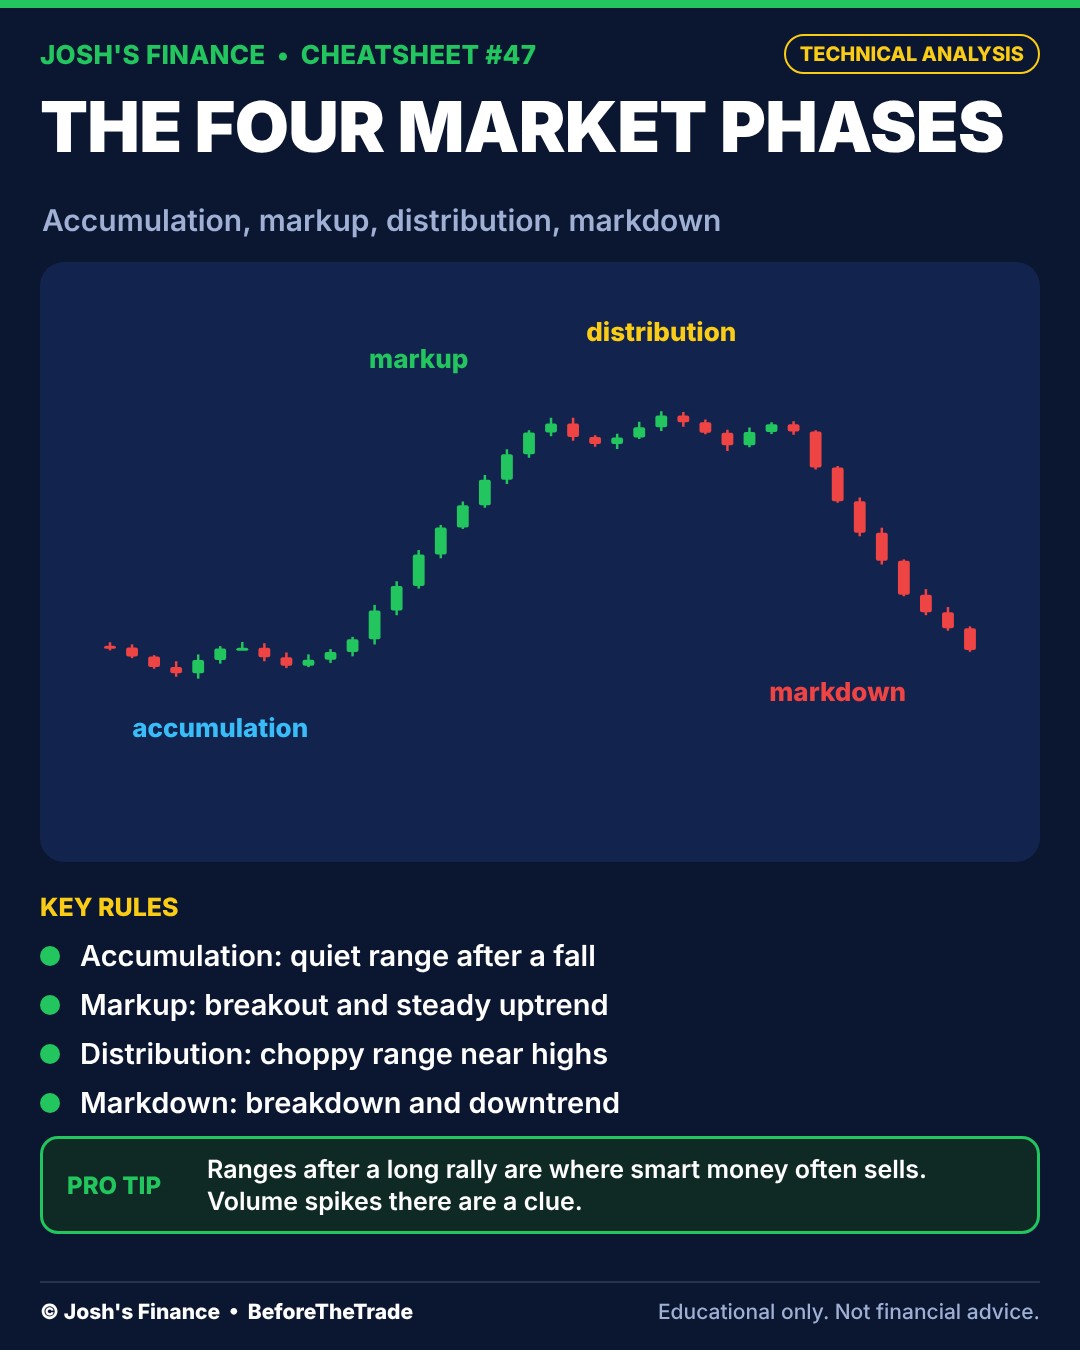 JOSH'S FINANCE • CHEATSHEET #47
TECHNICAL ANALYSIS
THE FOUR MARKET PHASES
Accumulation, markup, distribution, markdown
distribution
markup
markdown
accumulation
KEY RULES
Accumulation: quiet range after a fall
Markup: breakout and steady uptrend
Distribution: choppy range near highs
Markdown: breakdown and downtrend
PRO TIP
Ranges after a long rally are where smart money often sells.
Volume spikes there are a clue.
© Josh's Finance • BeforeTheTrade
Educational only. Not financial advice.